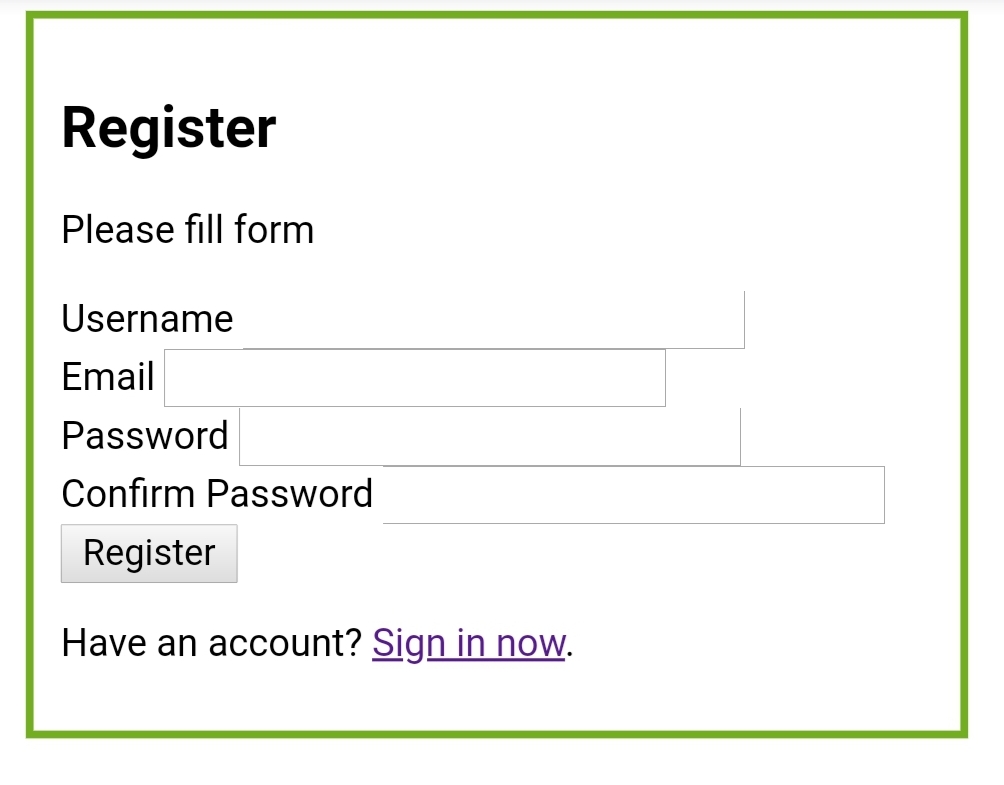 Register
Please fill form
Username
Email
Password
Confirm Password
Register
Have an account? Sign in now.